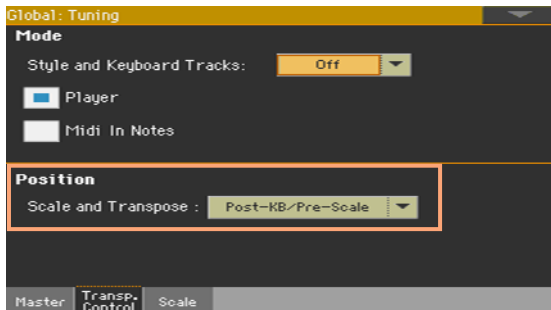 Global: Tuning
Mode
Style and Keyboard Tracks: Off
Player
Midi In Notes
Position
Scale and Transpose : Post-KB/Pre-Scale
Master Transp. Control Scale